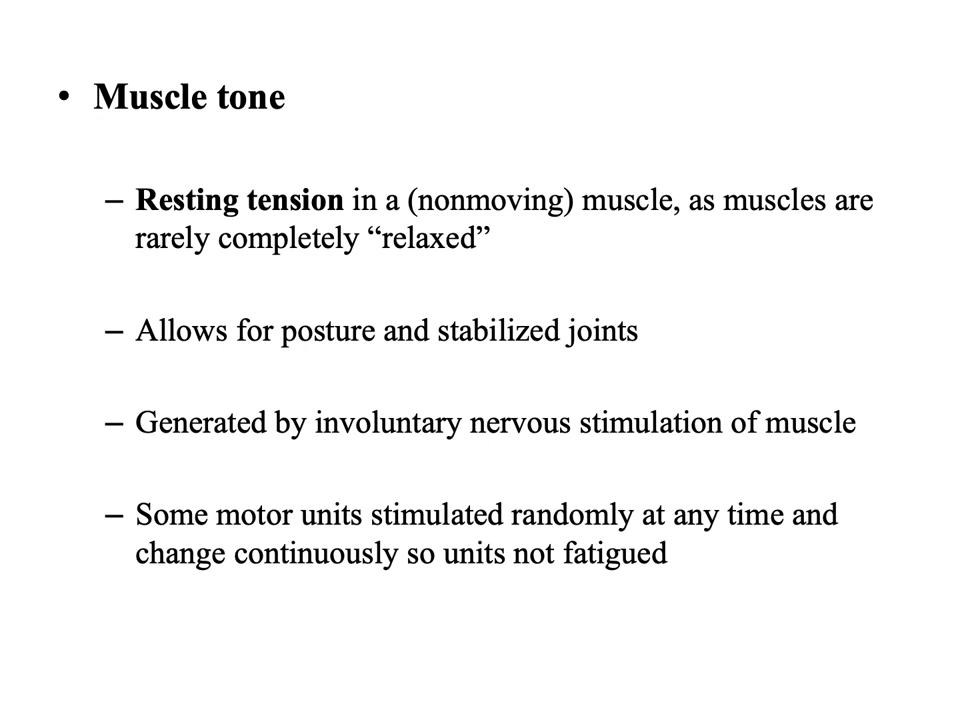 • Muscle tone
– Resting tension in a (nonmoving) muscle, as muscles are
rarely completely “relaxed”
– Allows for posture and stabilized joints
– Generated by involuntary nervous stimulation of muscle
– Some motor units stimulated randomly at any time and
change continuously so units not fatigued